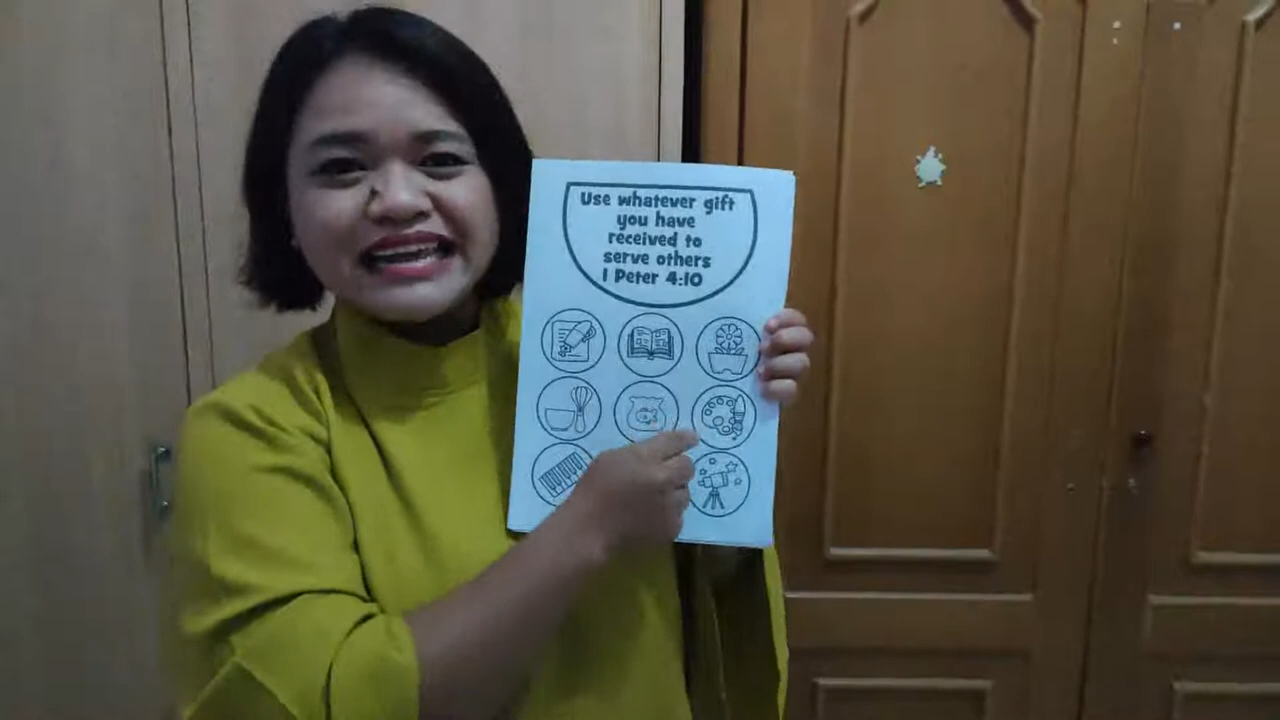 Use whatever gift
you have
received to
serve others
1 Peter 4:10